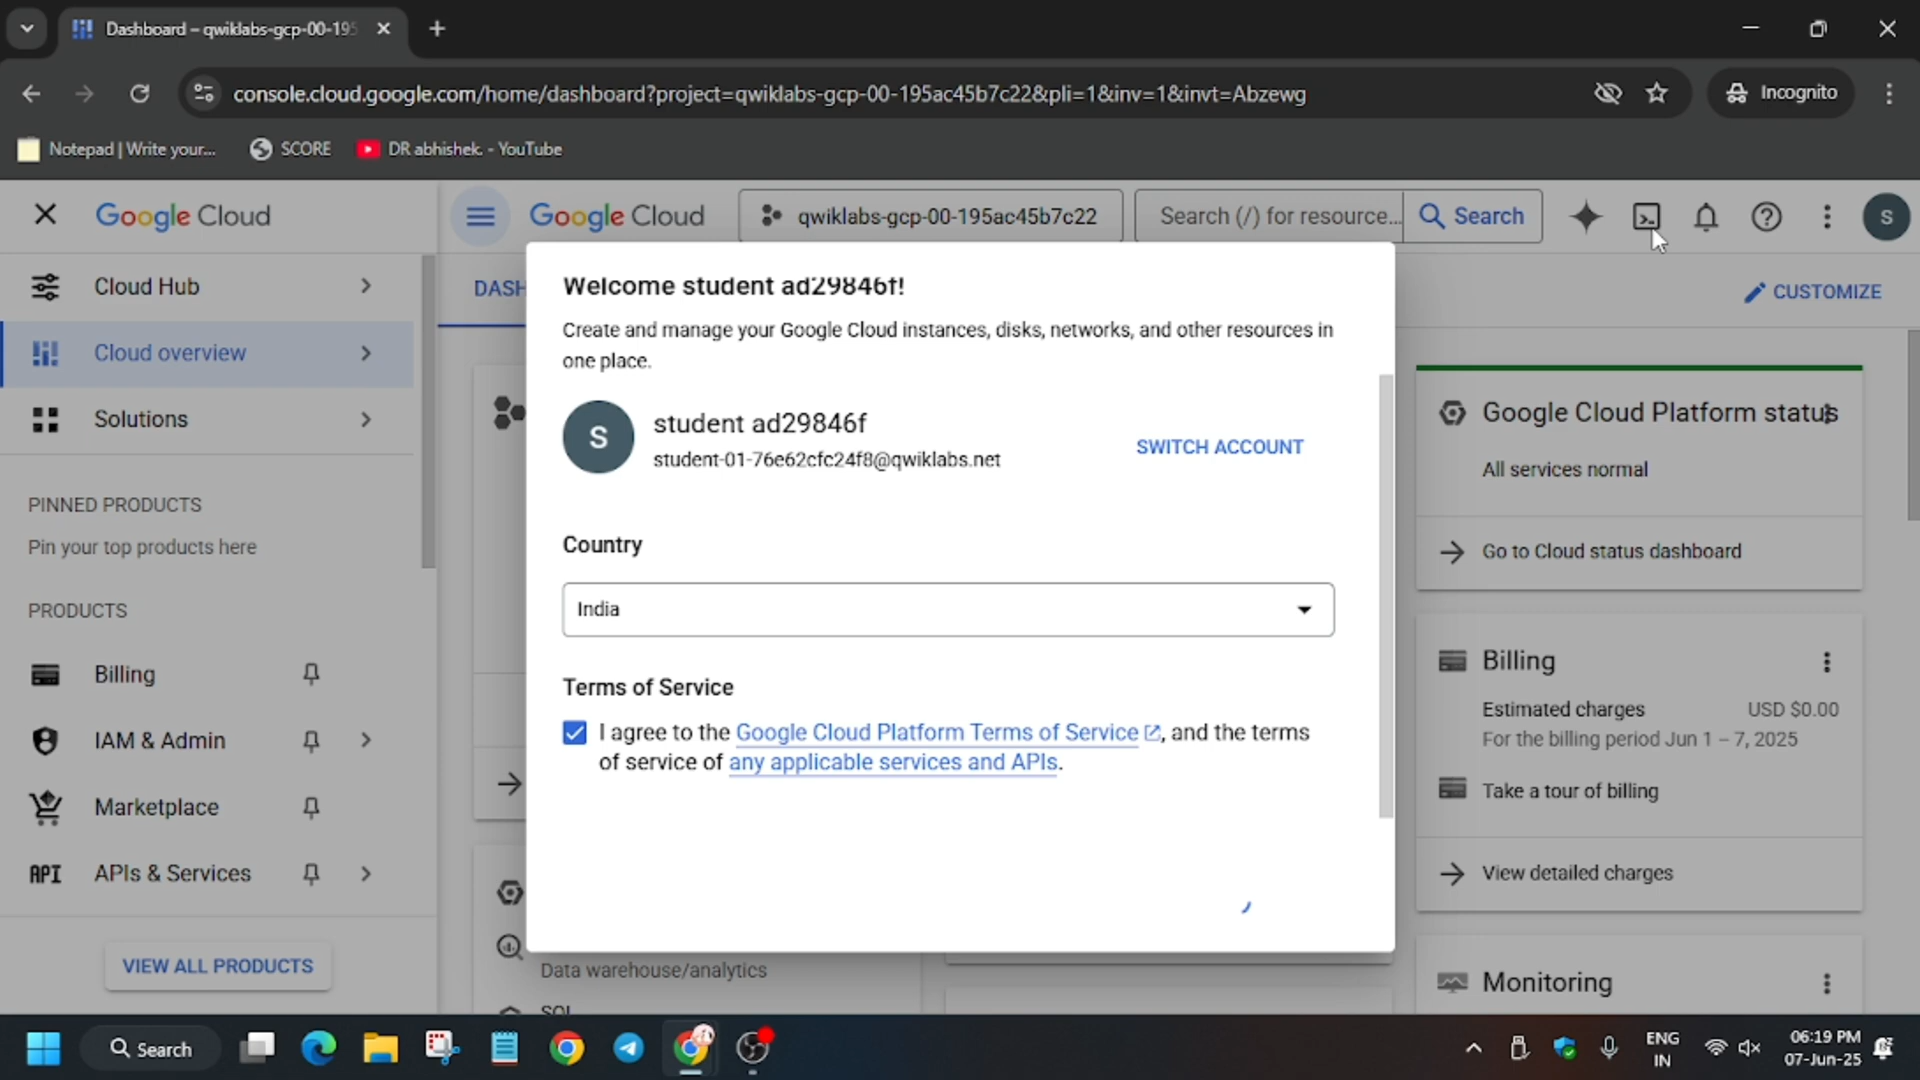 Dashboard – qwiklabs-gcp-00-195
console.cloud.google.com/home/dashboard?project=qwiklabs-gcp-00-195ac45b7c22&pli=1&inv=1&invt=Abzewg
Incognito
Notepad | Write your...
SCORE
DR abhishek. - YouTube
Google Cloud
Google Cloud
qwiklabs-gcp-00-195ac45b7c22
Search (/) for resource...
Search
S
Cloud Hub
Cloud overview
Solutions
PINNED PRODUCTS
Pin your top products here
PRODUCTS
Billing
IAM & Admin
Marketplace
API APIs & Services
VIEW ALL PRODUCTS
DASH
CUSTOMIZE
Welcome student ad29846f!
Create and manage your Google Cloud instances, disks, networks, and other resources in
one place.
S
student ad29846f
student-01-76e62cfc24f8@qwiklabs.net
SWITCH ACCOUNT
Country
India
Terms of Service
I agree to the Google Cloud Platform Terms of Service, and the terms
of service of any applicable services and APIs.
Data warehouse/analytics
SQL
Google Cloud Platform status
All services normal
Go to Cloud status dashboard
Billing
Estimated charges USD $0.00
For the billing period Jun 1 – 7, 2025
Take a tour of billing
View detailed charges
Monitoring
Search
ENG
IN
06:19 PM
07-Jun-25